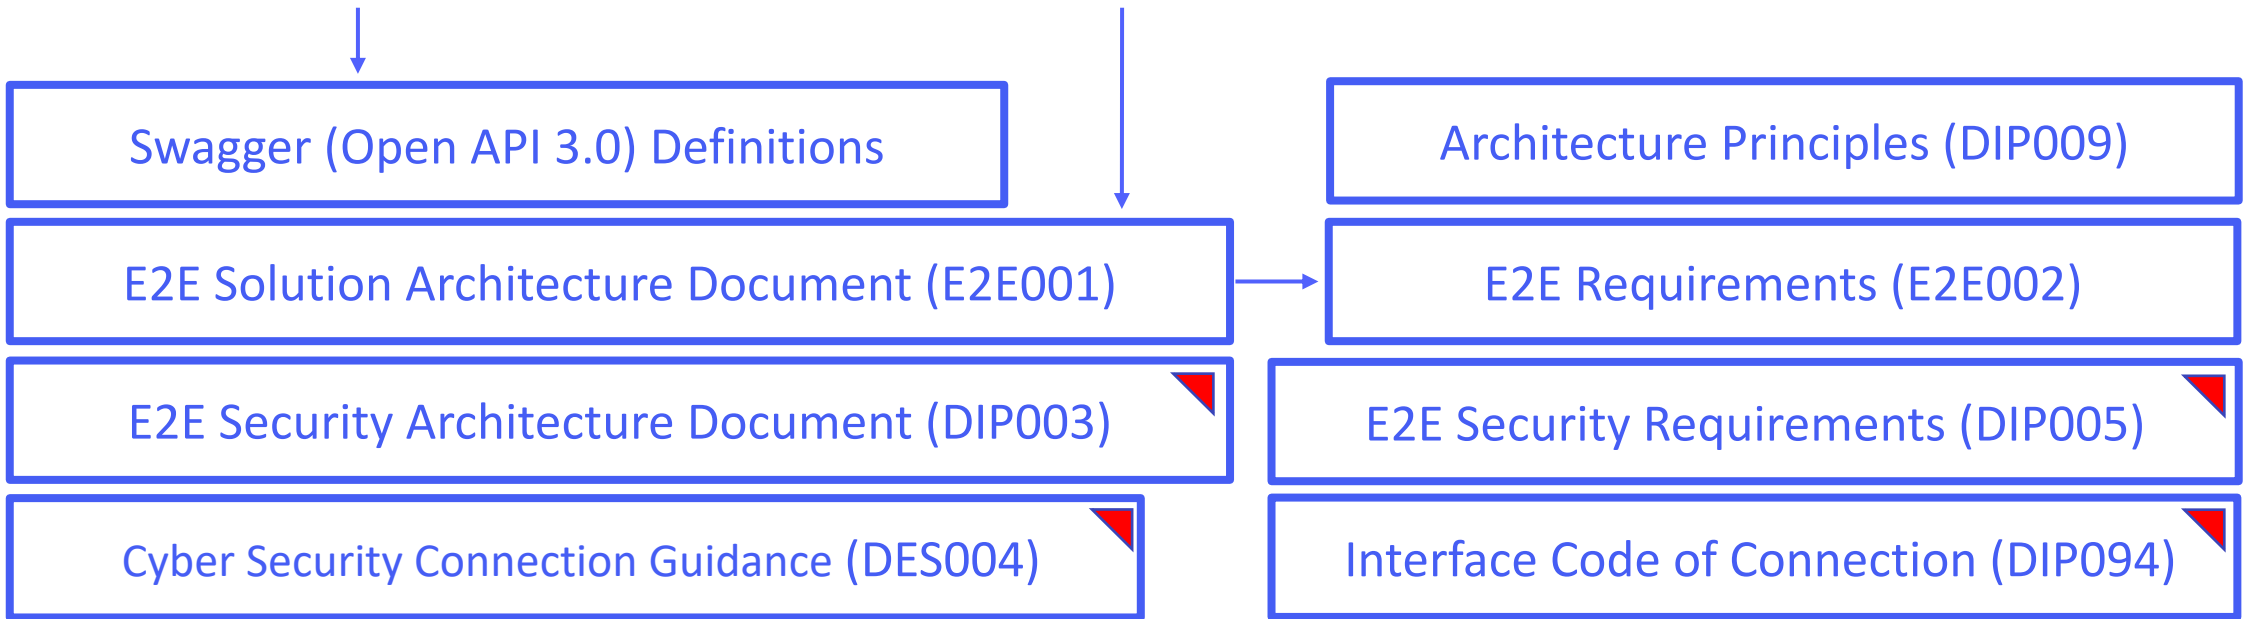 Swagger (Open API 3.0) Definitions
Architecture Principles (DIP009)
E2E Solution Architecture Document (E2E001)
E2E Requirements (E2E002)
E2E Security Architecture Document (DIP003)
E2E Security Requirements (DIP005)
Cyber Security Connection Guidance (DES004)
Interface Code of Connection (DIP094)